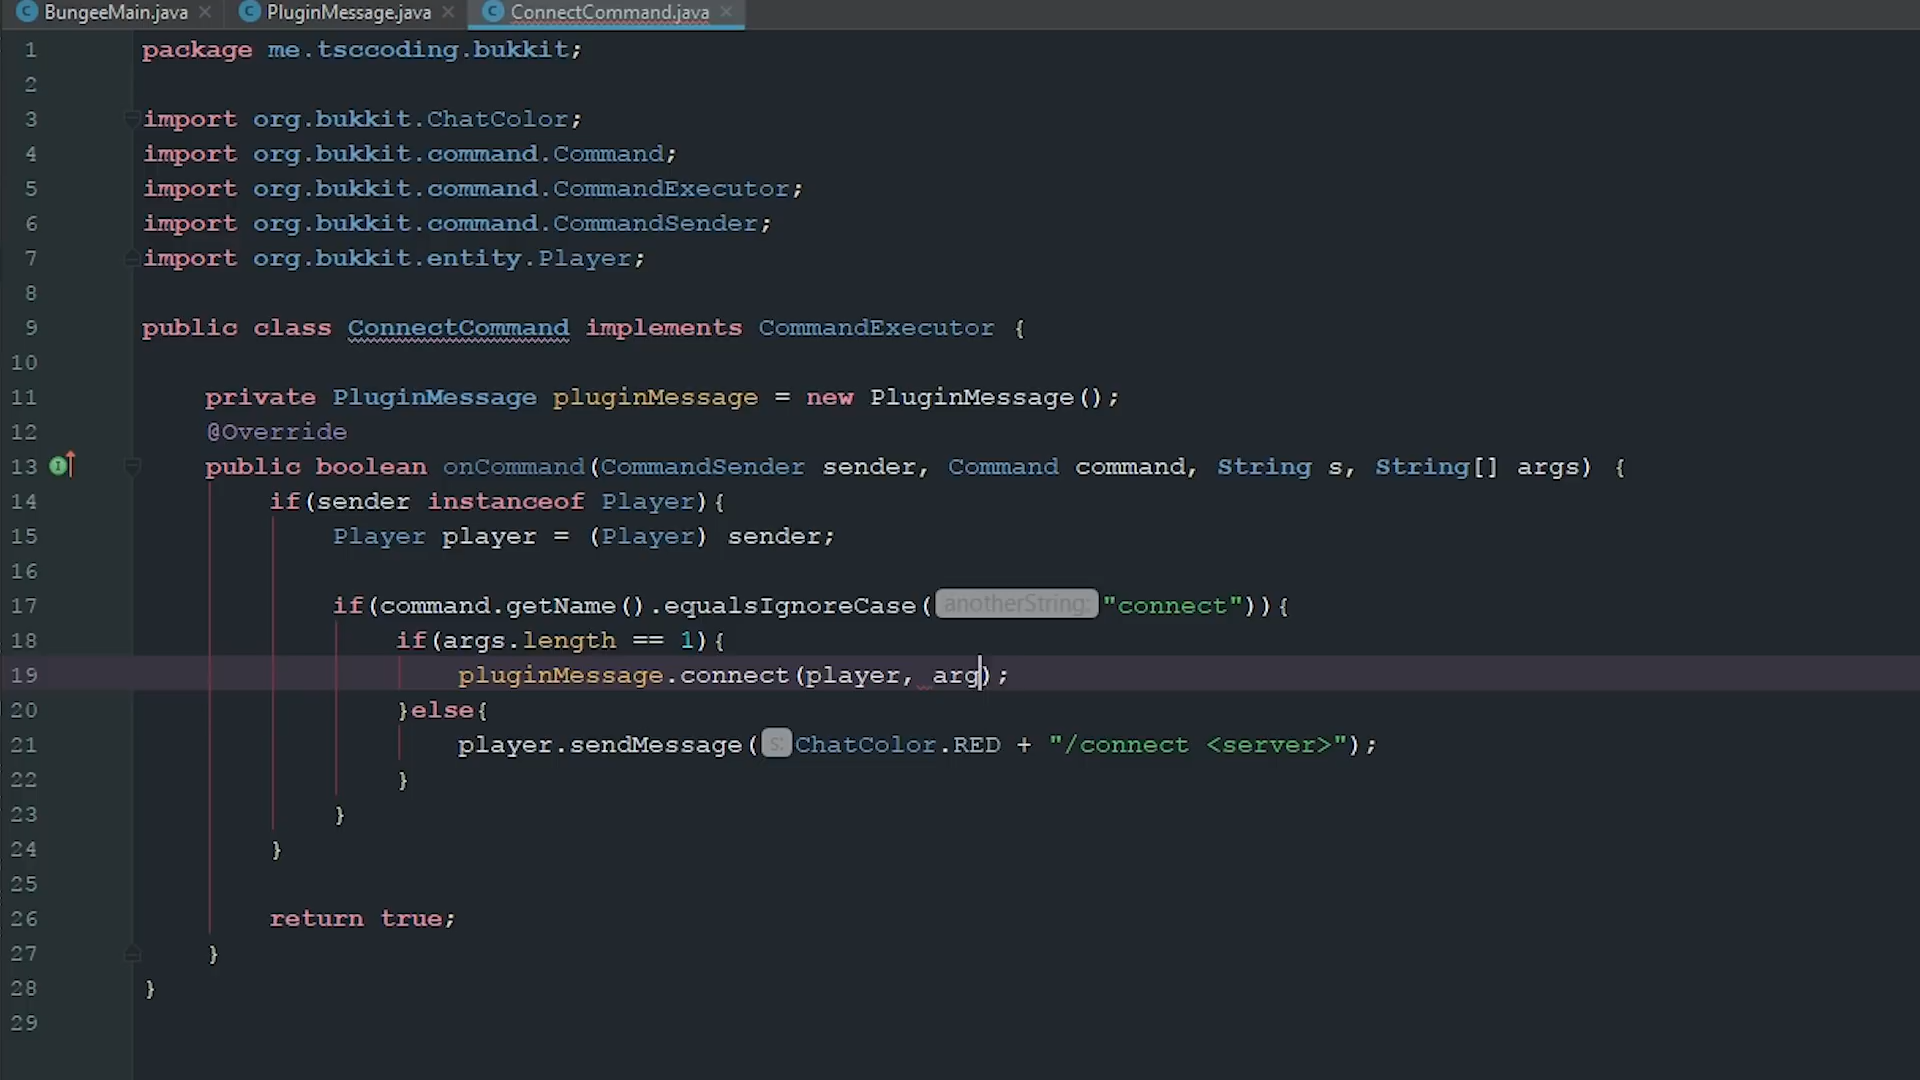 BungeeMain.java PluginMessage.java ConnectCommand.java
1 package me.tsccoding.bukkit;
2
3 import org.bukkit.ChatColor;
4 import org.bukkit.command.Command;
5 import org.bukkit.command.CommandExecutor;
6 import org.bukkit.command.CommandSender;
7 import org.bukkit.entity.Player;
8
9 public class ConnectCommand implements CommandExecutor {
10
11 private PluginMessage pluginMessage = new PluginMessage();
12 @Override
13 public boolean onCommand(CommandSender sender, Command command, String s, String[] args) {
14 if(sender instanceof Player){
15 Player player = (Player) sender;
16
17 if(command.getName().equalsIgnoreCase( anotherString: "connect")){
18 if(args.length == 1){
19 pluginMessage.connect(player, arg);
20 }else{
21 player.sendMessage( s: ChatColor.RED + "/connect <server>");
22 }
23 }
24 }
25
26 return true;
27 }
28 }
29